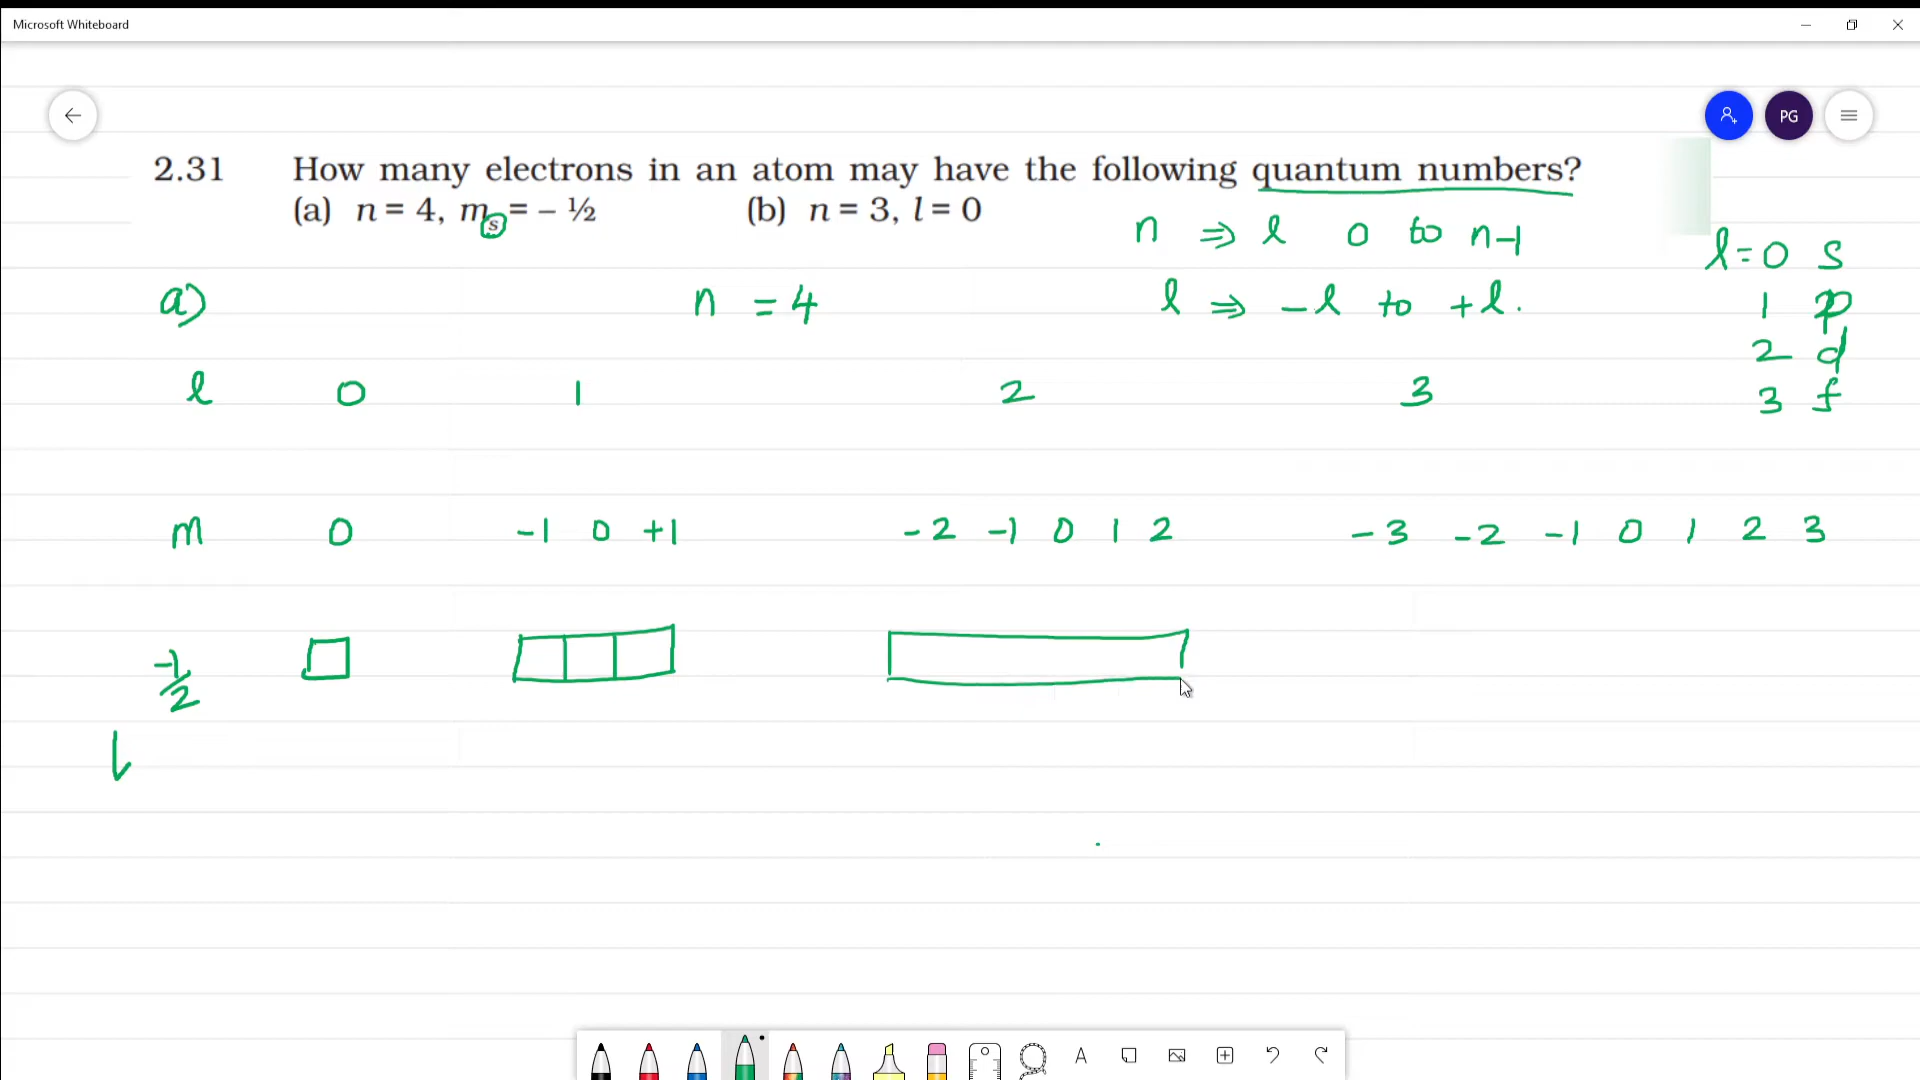 Microsoft Whiteboard
PG
2.31 How many electrons in an atom may have the following quantum numbers?
(a) n = 4, mₛ = – ½ (b) n = 3, l = 0
n ⇒ l 0 to n-1
l = 0 s
a) n = 4 l ⇒ -l to +l.
1 p
2 d
l 0 1 2 3
3 f
m 0 -1 0 +1 -2 -1 0 1 2 -3 -2 -1 0 1 2 3
-1/2
A